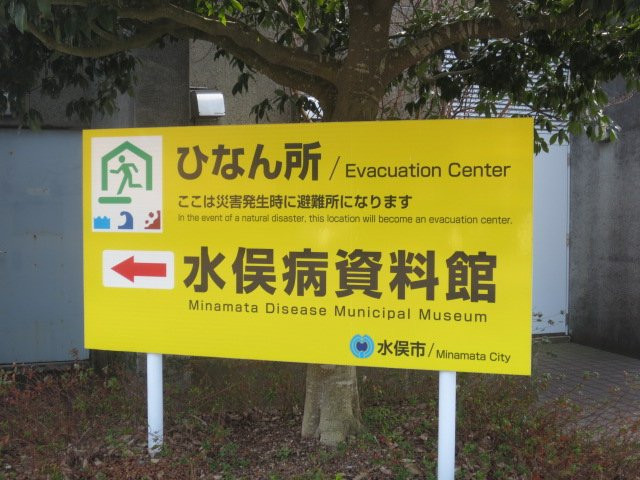 ひなん所 / Evacuation Center
ここは災害発生時に避難所になります
In the event of a natural disaster, this location will become an evacuation center.
水俣病資料館
Minamata Disease Municipal Museum
水俣市 / Minamata City